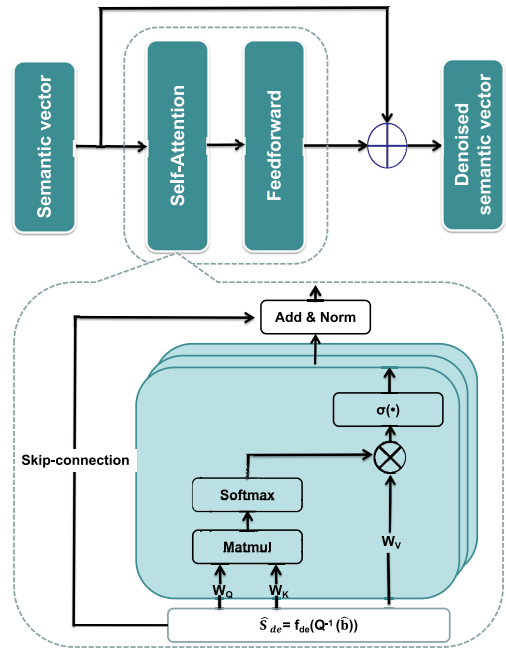 Semantic vector
Self-Attention
Feedforward
Denoised
semantic vector
Add & Norm
σ(•)
Skip-connection
Softmax
Matmul
W_V
W_Q
W_K
Ŝ_de = f_de(Q⁻¹(b̂))